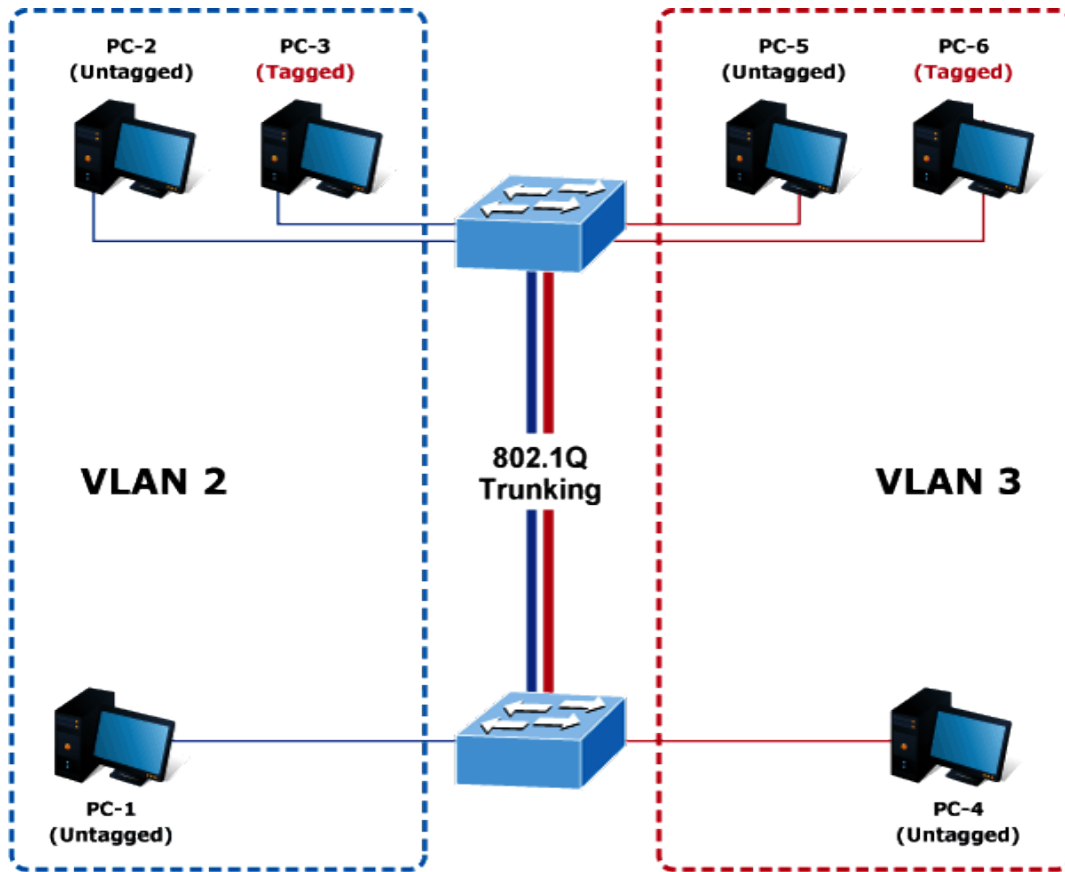 PC-2
(Untagged)
PC-3
(Tagged)
PC-5
(Untagged)
PC-6
(Tagged)
VLAN 2
802.1Q
Trunking
VLAN 3
PC-1
(Untagged)
PC-4
(Untagged)